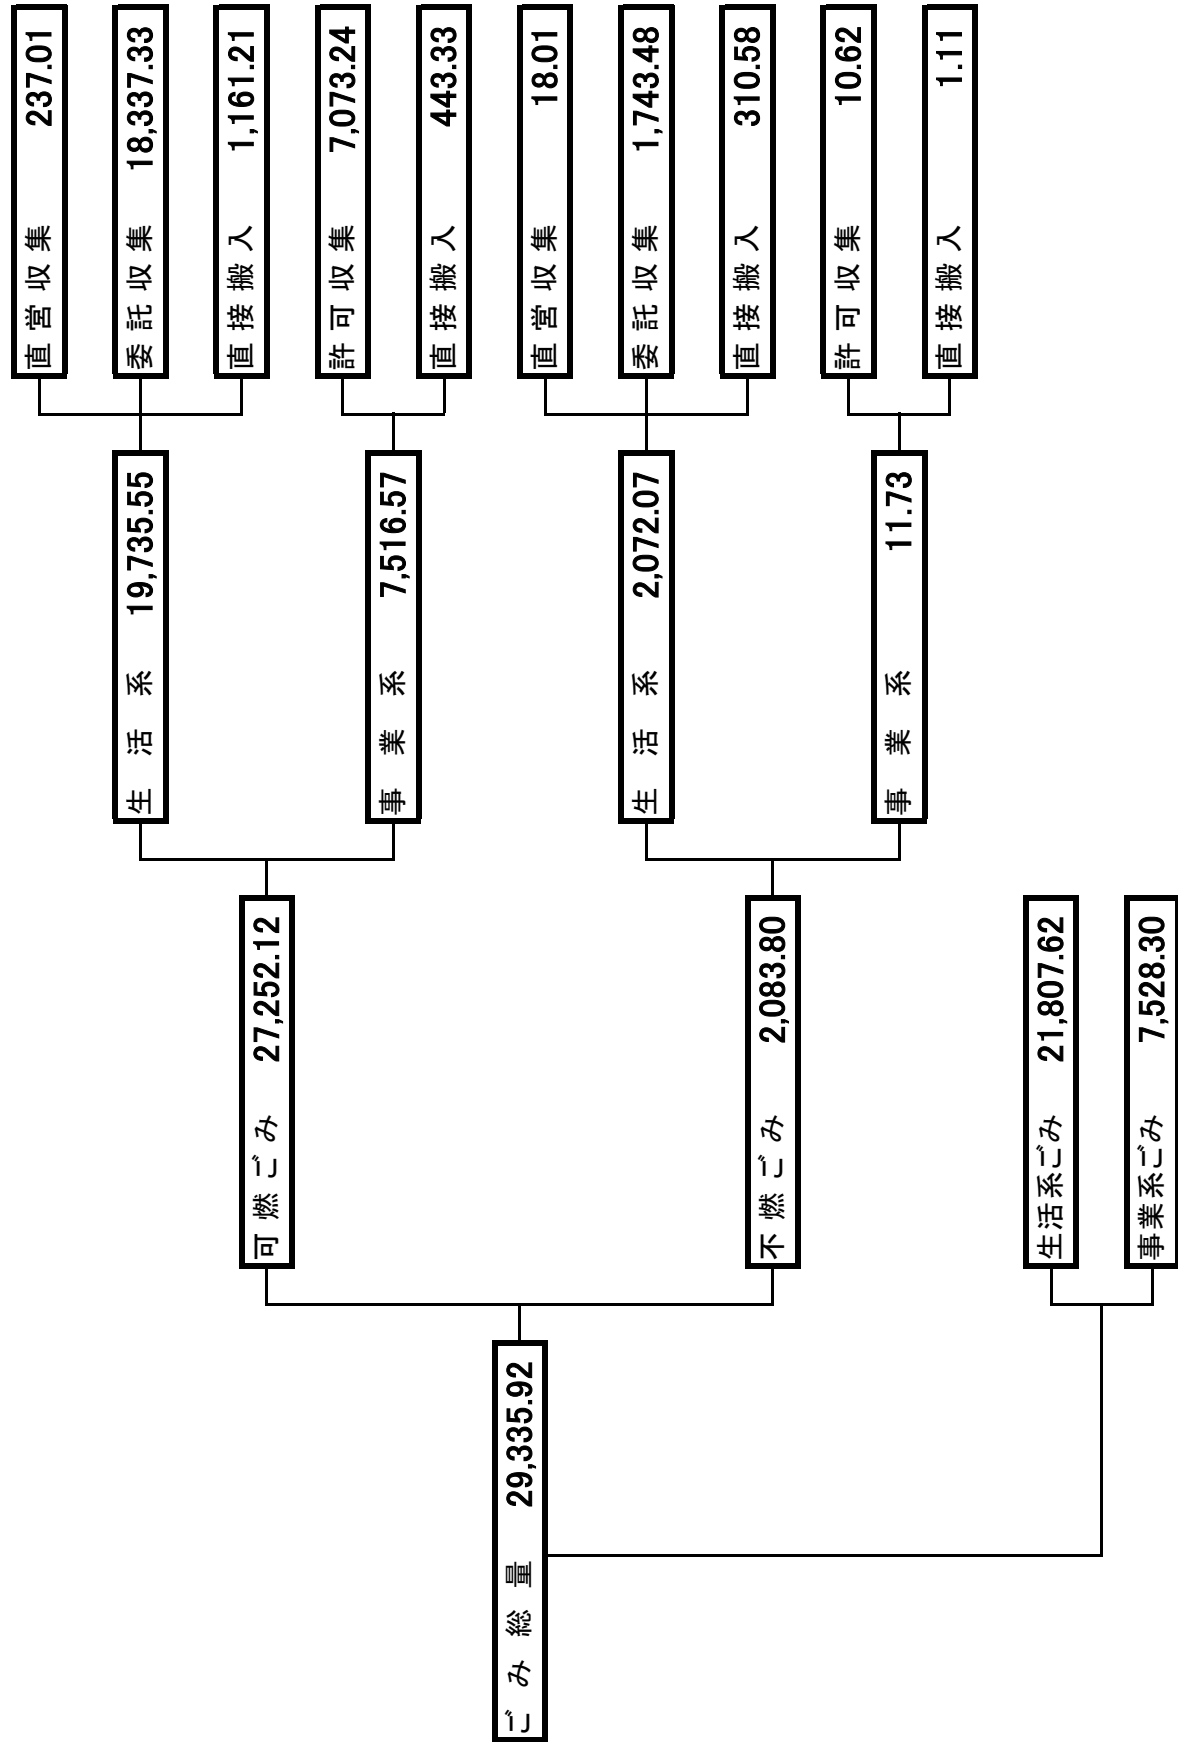 ごみ総量 29,335.92
可燃ごみ 27,252.12
生活系 19,735.55
直営収集 237.01
委託収集 18,337.33
直接搬入 1,161.21
事業系 7,516.57
許可収集 7,073.24
直接搬入 443.33
不燃ごみ 2,083.80
生活系 2,072.07
直営収集 18.01
委託収集 1,743.48
直接搬入 310.58
事業系 11.73
許可収集 10.62
直接搬入 1.11
生活系ごみ 21,807.62
事業系ごみ 7,528.30